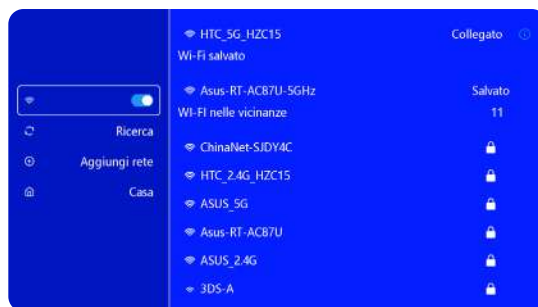 HTC_5G_HZC15 Collegato
Wi-Fi salvato
Asus-RT-AC87U-5GHz Salvato
WI-FI nelle vicinanze 11
Ricerca
Aggiungi rete
Casa
ChinaNet-SJDY4C
HTC_2.4G_HZC15
ASUS_5G
Asus-RT-AC87U
ASUS_2.4G
3DS-A